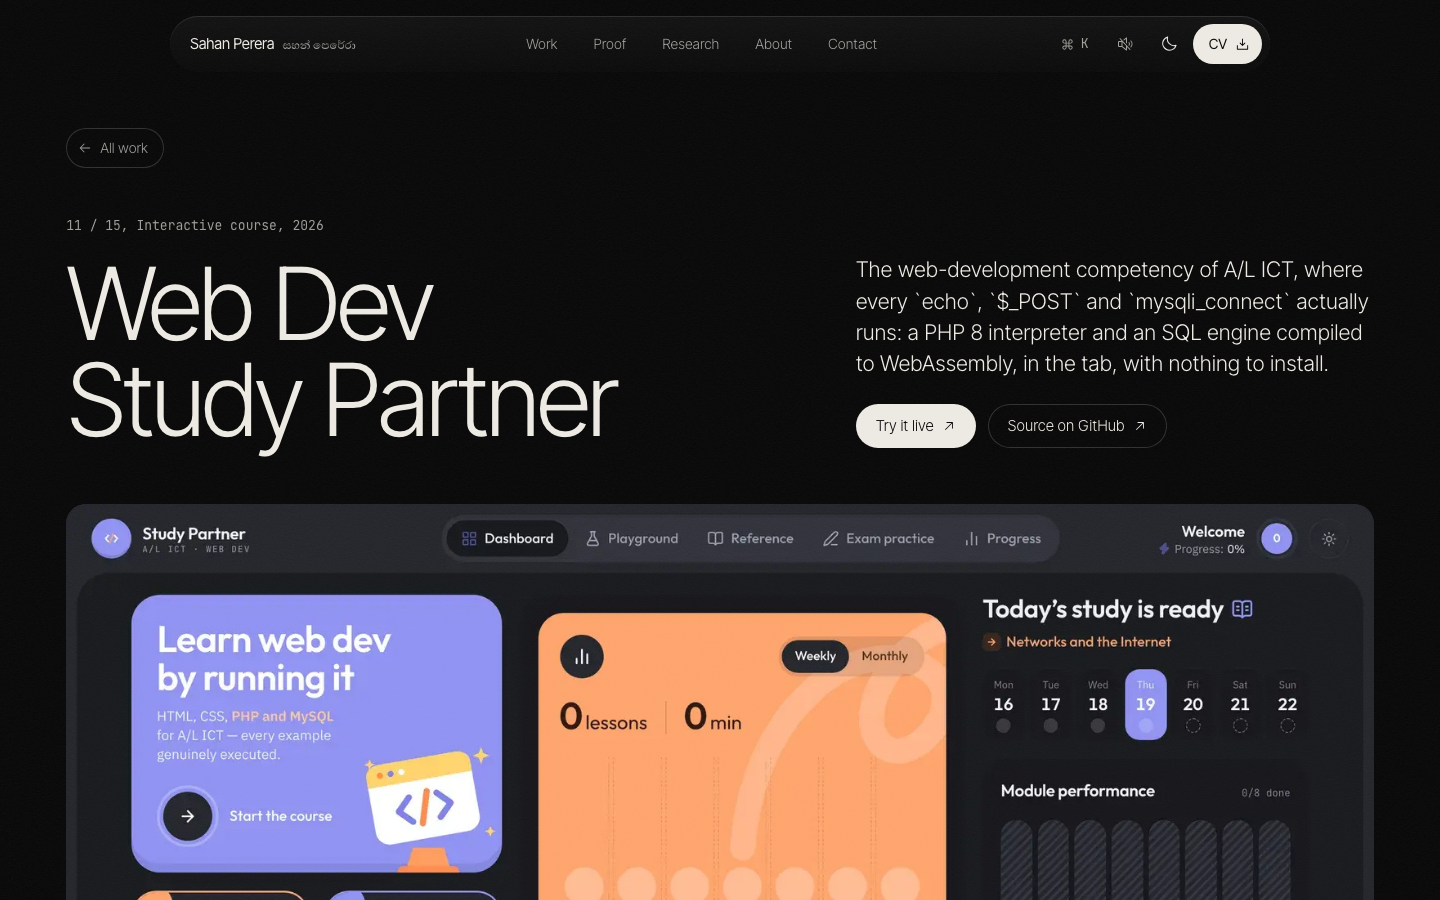 Sahan Perera සහන් පෙරේරා
Work
Proof
Research
About
Contact
⌘ K
CV
← All work
11 / 15, Interactive course, 2026
Web Dev
Study Partner
The web-development competency of A/L ICT, where
every `echo`, `$_POST` and `mysqli_connect` actually
runs: a PHP 8 interpreter and an SQL engine compiled
to WebAssembly, in the tab, with nothing to install.
Try it live ↗
Source on GitHub ↗
Study Partner
A/L ICT · WEB DEV
Dashboard
Playground
Reference
Exam practice
Progress
Welcome
Progress: 0%
0
Learn web dev
by running it
HTML, CSS, PHP and MySQL
for A/L ICT — every example
genuinely executed.
Start the course
</>
Weekly
Monthly
0 lessons
0 min
Today's study is ready
Networks and the Internet
Mon Tue Wed Thu Fri Sat Sun
16 17 18 19 20 21 22
Module performance
0/8 done